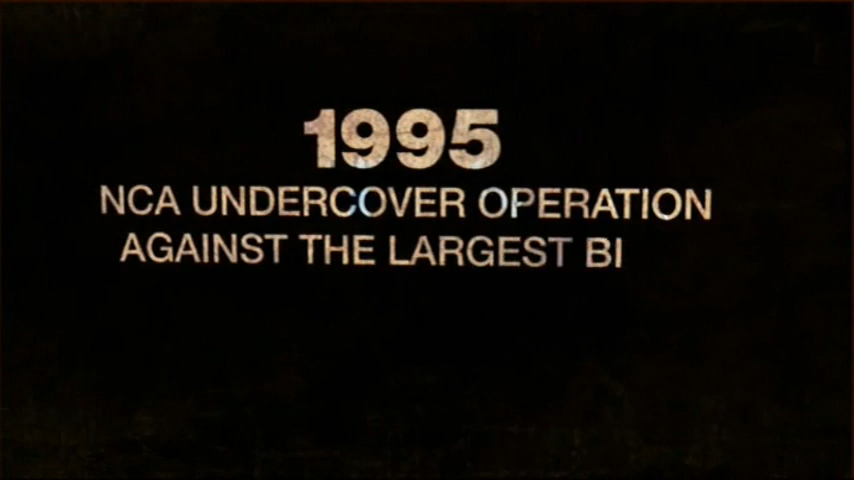 1995
NCA UNDERCOVER OPERATION
AGAINST THE LARGEST BI